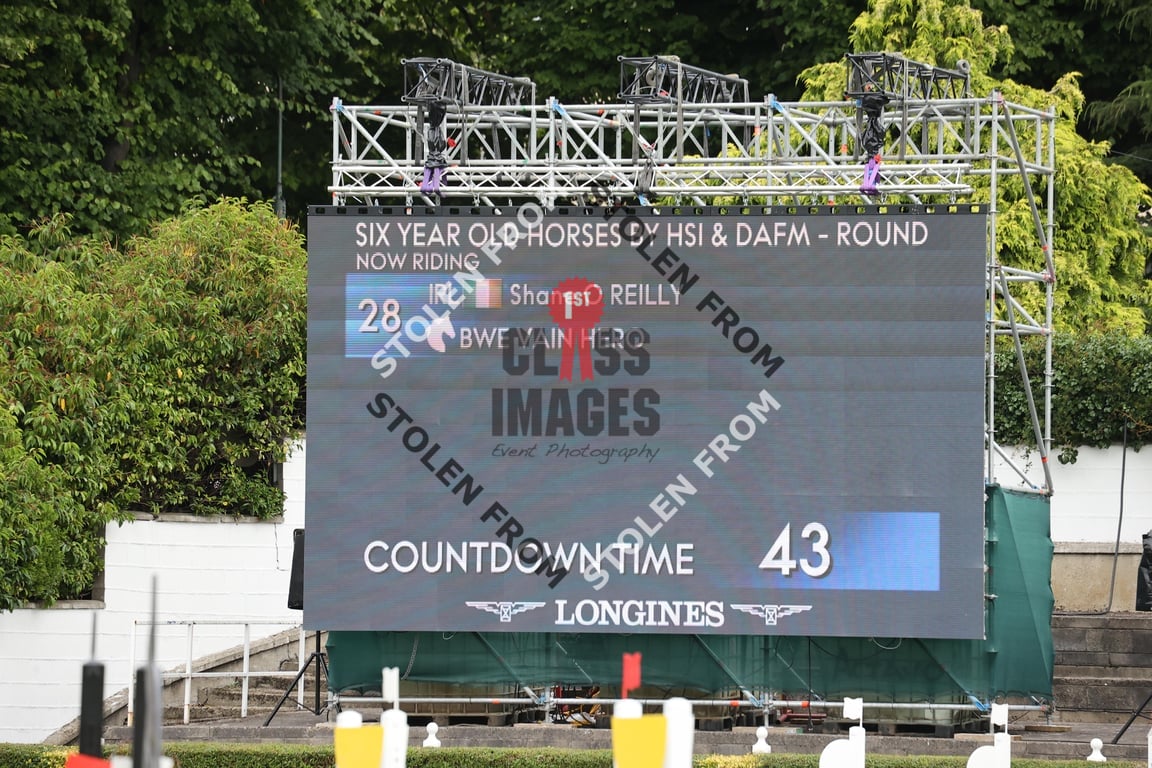 SIX YEAR OLD HORSES BY HSI & DAFM - ROUND
NOW RIDING
28
IRL
Shane O REILLY
BWE MAIN HERO
1ST
CLASS
IMAGES
Event Photography
STOLEN FROM
STOLEN FROM
STOLEN FROM
STOLEN FROM
COUNTDOWN TIME 43
LONGINES